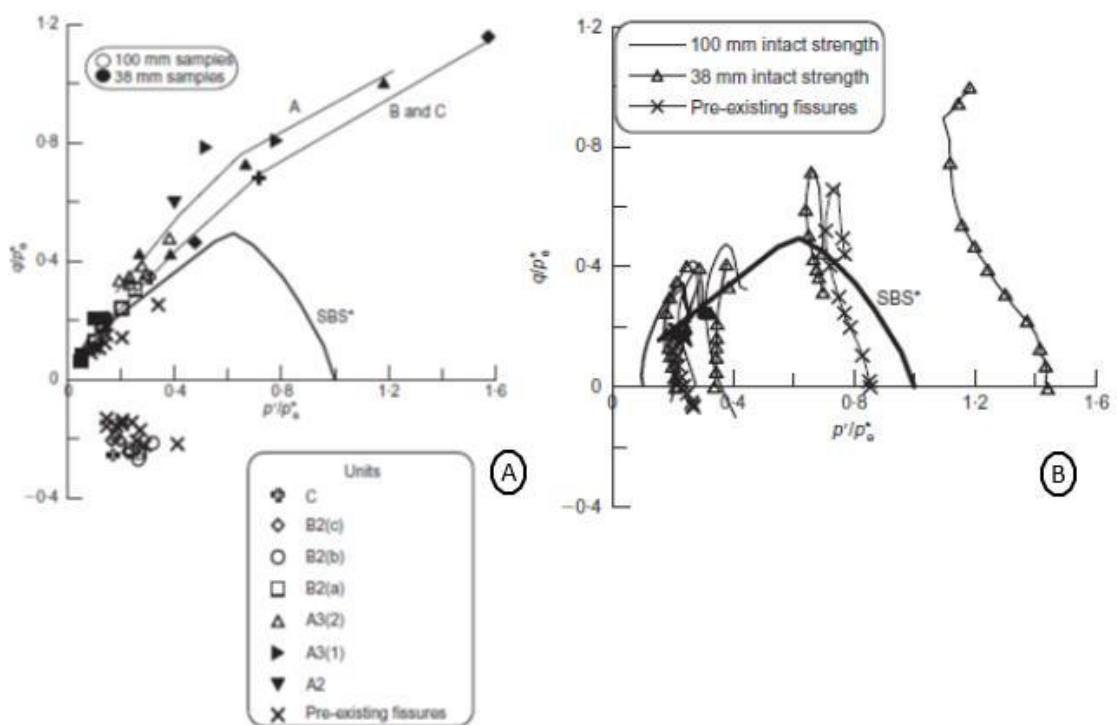 1·2
100 mm samples
38 mm samples
A
B and C
0·8
q/p*e
0·4
SBS*
0
0·4
0·8
1·2
1·6
p'/p*e
−0·4
Units
C
B2(c)
B2(b)
B2(a)
A3(2)
A3(1)
A2
Pre-existing fissures
A
1·2
100 mm intact strength
38 mm intact strength
Pre-existing fissures
0·8
q/p*e
0·4
SBS*
0
0
0·4
0·8
1·2
1·6
p'/p*e
−0·4
B